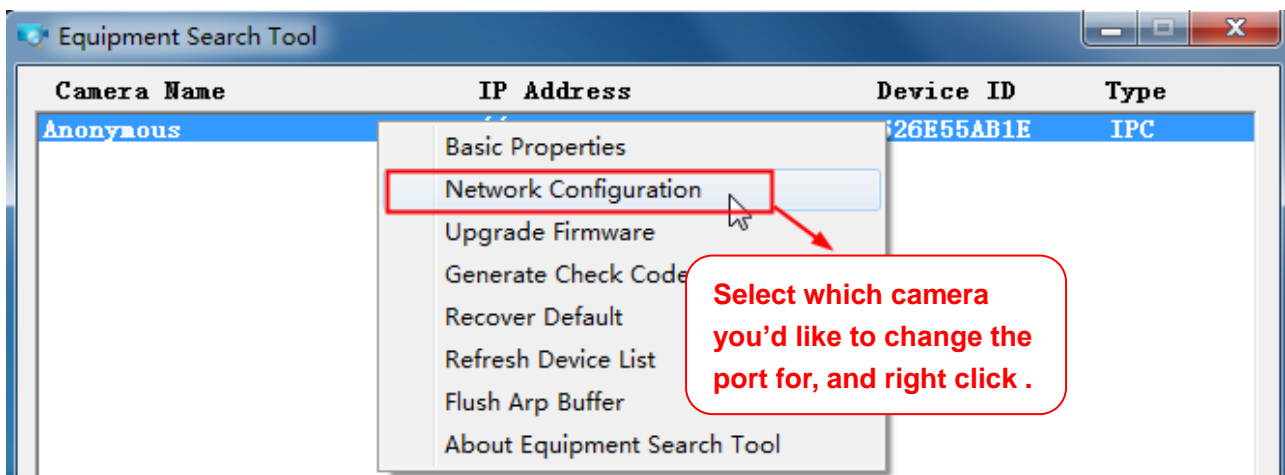 Equipment Search Tool
Camera Name IP Address Device ID Type
Anonymous 26E55AB1E IPC
Basic Properties
Network Configuration
Upgrade Firmware
Generate Check Code
Recover Default
Refresh Device List
Flush Arp Buffer
About Equipment Search Tool
Select which camera
you’d like to change the
port for, and right click .